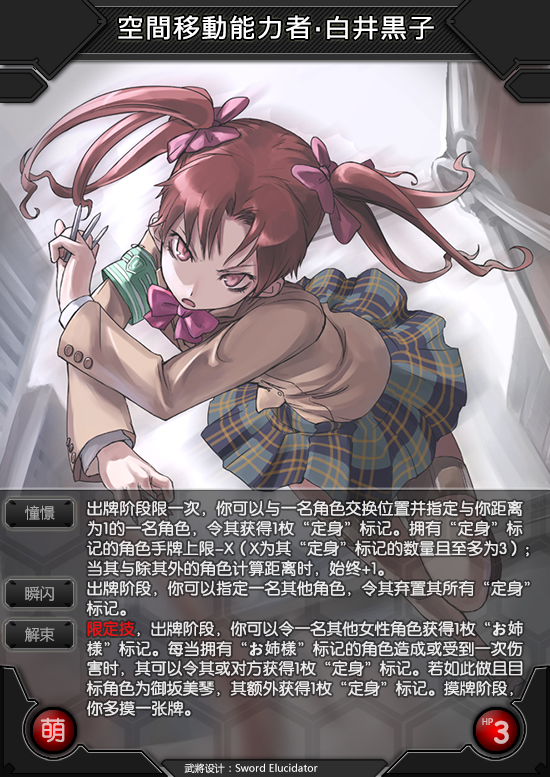 空間移動能力者·白井黒子
憧憬
出牌阶段限一次，你可以与一名角色交换位置并指定与你距离
为1的一名角色，令其获得1枚“定身”标记。拥有“定身”标
记的角色手牌上限-X（X为其“定身”标记的数量且至多为3）；
当其与除其外的角色计算距离时，始终+1。
瞬闪
出牌阶段，你可以指定一名其他角色，令其弃置其所有“定身”
标记。
解束
限定技，出牌阶段，你可以令一名其他女性角色获得1枚“お姉
様”标记。每当拥有“お姉様”标记的角色造成或受到一次伤
害时，其可以令其或对方获得1枚“定身”标记。若如此做且目
标角色为御坂美琴，其额外获得1枚“定身”标记。摸牌阶段，
你多摸一张牌。
萌
HP 3
武將设计：Sword Elucidator